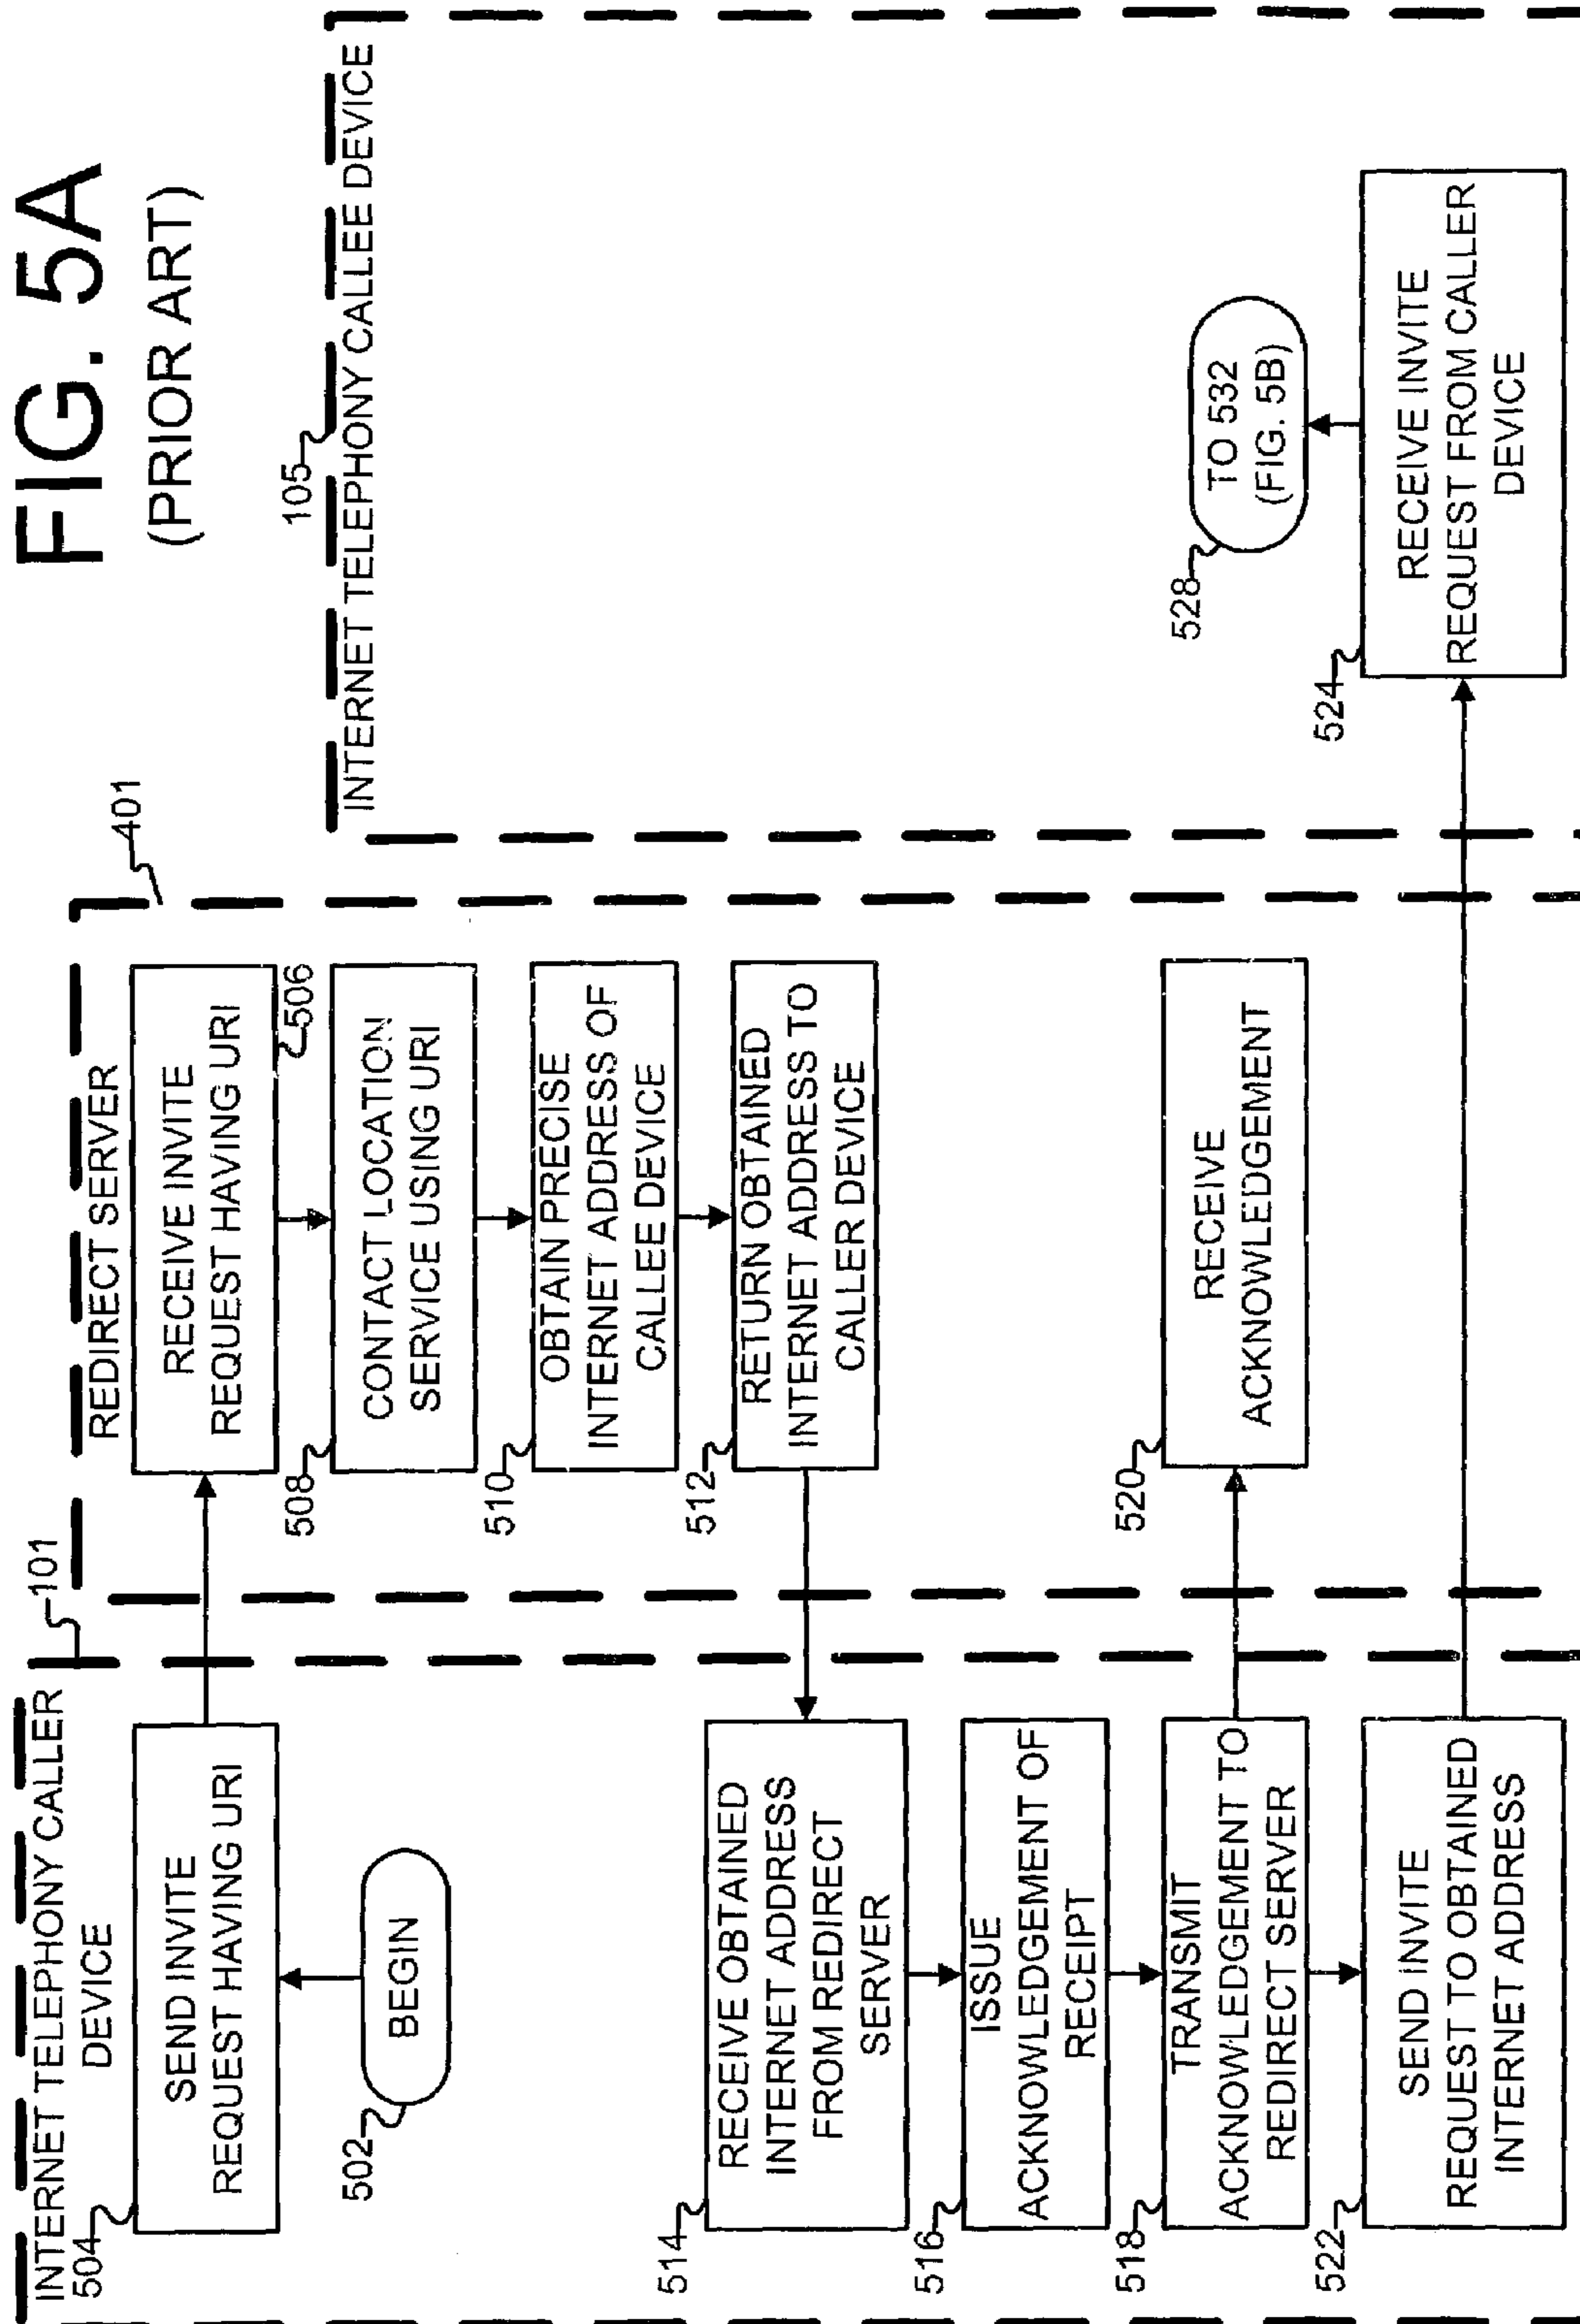 FIG. 5A
(PRIOR ART)
INTERNET TELEPHONY CALLER
DEVICE
101
504
SEND INVITE
REQUEST HAVING URI
502
BEGIN
514
RECEIVE OBTAINED
INTERNET ADDRESS
FROM REDIRECT
SERVER
516
ISSUE
ACKNOWLEDGEMENT OF
RECEIPT
518
TRANSMIT
ACKNOWLEDGEMENT TO
REDIRECT SERVER
522
SEND INVITE
REQUEST TO OBTAINED
INTERNET ADDRESS
401
REDIRECT SERVER
RECEIVE INVITE
REQUEST HAVING URI
506
508
CONTACT LOCATION
SERVICE USING URI
510
OBTAIN PRECISE
INTERNET ADDRESS OF
CALLEE DEVICE
512
RETURN OBTAINED
INTERNET ADDRESS TO
CALLER DEVICE
520
RECEIVE
ACKNOWLEDGEMENT
105
INTERNET TELEPHONY CALLEE DEVICE
528
TO 532
(FIG. 5B)
524
RECEIVE INVITE
REQUEST FROM CALLER
DEVICE